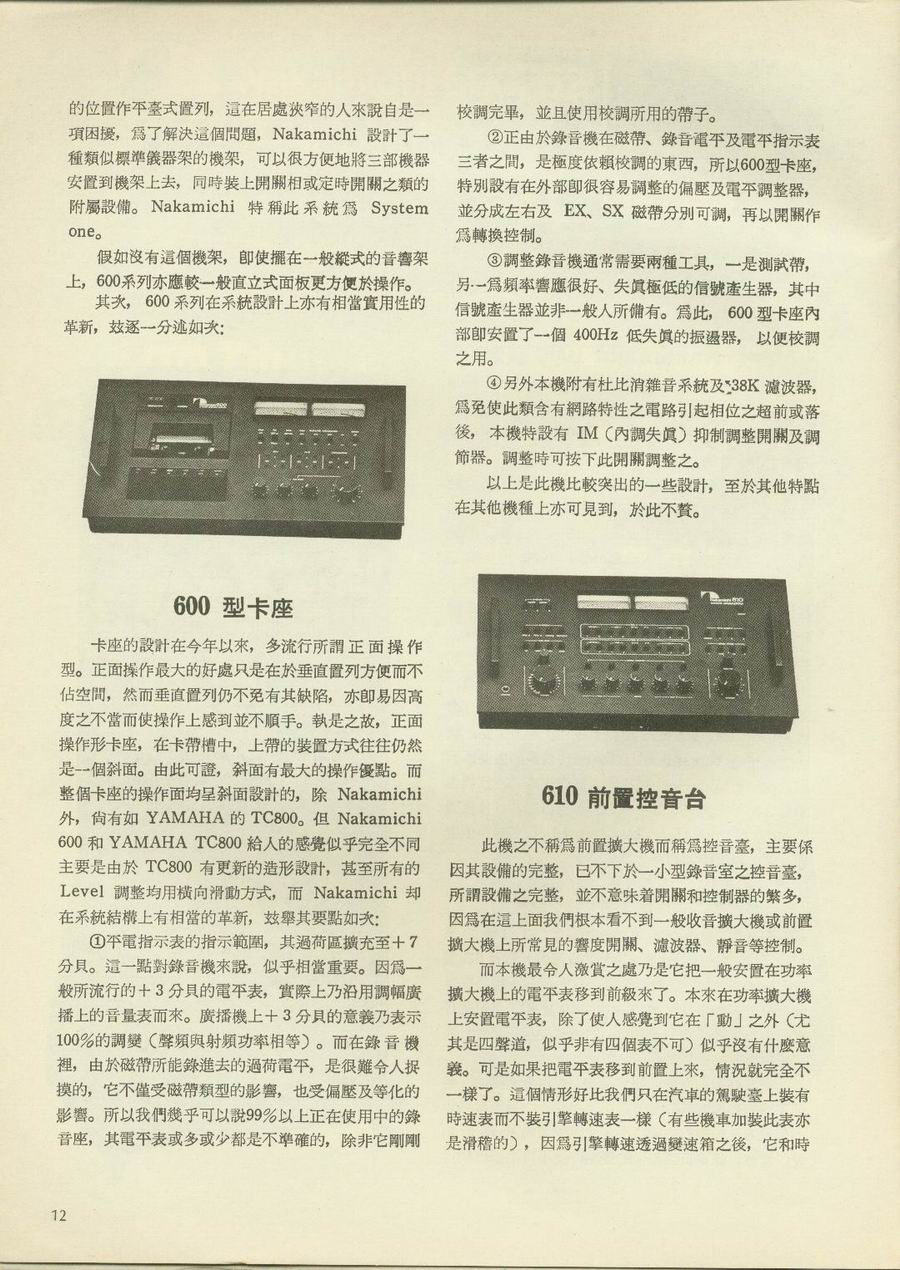 的位置作平臺式置列，這在居處狹窄的人來說自是一
項困擾，爲了解決這個問題，Nakamichi 設計了一
種類似標準儀器架的機架，可以很方便地將三部機器
安置到機架上去，同時裝上開關相或定時開關之類的
附屬設備。Nakamichi 特稱此系統爲 System
one。
假如沒有這個機架，卽使擺在一般縱式的音響架
上，600系列亦應較一般直立式面板更方便於操作。
其次，600 系列在系統設計上亦有相當實用性的
革新，玆逐一分述如次：
600 型卡座
卡座的設計在今年以來，多流行所謂正面操作
型。正面操作最大的好處只是在於垂直置列方便而不
佔空間，然而垂直置列仍不免有其缺陷，亦卽易因高
度之不當而使操作上感到並不順手。執是之故，正面
操作形卡座，在卡帶槽中，上帶的裝置方式往往仍然
是一個斜面。由此可證，斜面有最大的操作優點。而
整個卡座的操作面均呈斜面設計的，除 Nakamichi
外，尙有如 YAMAHA 的 TC800。但 Nakamichi
600 和 YAMAHA TC800 給人的感覺似乎完全不同
主要是由於 TC800 有更新的造形設計，甚至所有的
Level 調整均用橫向滑動方式，而 Nakamichi 却
在系統結構上有相當的革新，玆舉其要點如次：
①平電指示表的指示範圍，其過荷區擴充至＋7
分貝。這一點對錄音機來說，似乎相當重要。因爲一
般所流行的＋3 分貝的電平表，實際上乃沿用調幅廣
播上的音量表而來。廣播機上＋3 分貝的意義乃表示
100%的調變（聲頻與射頻功率相等）。而在錄音機
裡，由於磁帶所能錄進去的過荷電平，是很難令人捉
摸的，它不僅受磁帶類型的影響，也受偏壓及等化的
影響。所以我們幾乎可以說99%以上正在使用中的錄
音座，其電平表或多或少都是不準確的，除非它剛剛
12
校調完畢，並且使用校調所用的帶子。
②正由於錄音機在磁帶、錄音電平及電平指示表
三者之間，是極度依賴校調的東西，所以600型卡座，
特別設有在外部卽很容易調整的偏壓及電平調整器，
並分成左右及 EX、SX 磁帶分別可調，再以開關作
爲轉換控制。
③調整錄音機通常需要兩種工具，一是測試帶，
另一爲頻率響應很好、失眞極低的信號產生器，其中
信號產生器並非一般人所備有。爲此，600 型卡座內
部卽安置了一個 400Hz 低失眞的振盪器，以便校調
之用。
④另外本機附有杜比消雜音系統及38K 濾波器，
爲免使此類含有網路特性之電路引起相位之超前或落
後，本機特設有 IM（內調失眞）抑制調整開關及調
節器。調整時可按下此開關調整之。
以上是此機比較突出的一些設計，至於其他特點
在其他機種上亦可見到，於此不贅。
610 前置控音台
此機之不稱爲前置擴大機而稱爲控音臺，主要係
因其設備的完整，已不下於一小型錄音室之控音臺，
所謂設備之完整，並不意味着開關和控制器的繁多，
因爲在這上面我們根本看不到一般收音擴大機或前置
擴大機上所常見的響度開關、濾波器、靜音等控制。
而本機最令人激賞之處乃是它把一般安置在功率
擴大機上的電平表移到前級來了。本來在功率擴大機
上安置電平表，除了使人感覺到它在「動」之外（尤
其是四聲道，似乎非有四個表不可）似乎沒有什麼意
義。可是如果把電平表移到前置上來，情況就完全不
一樣了。這個情形好比我們只在汽車的駕駛臺上裝有
時速表而不裝引擎轉速表一樣（有些機車加裝此表亦
是滑稽的），因爲引擎轉速透過變速箱之後，它和時